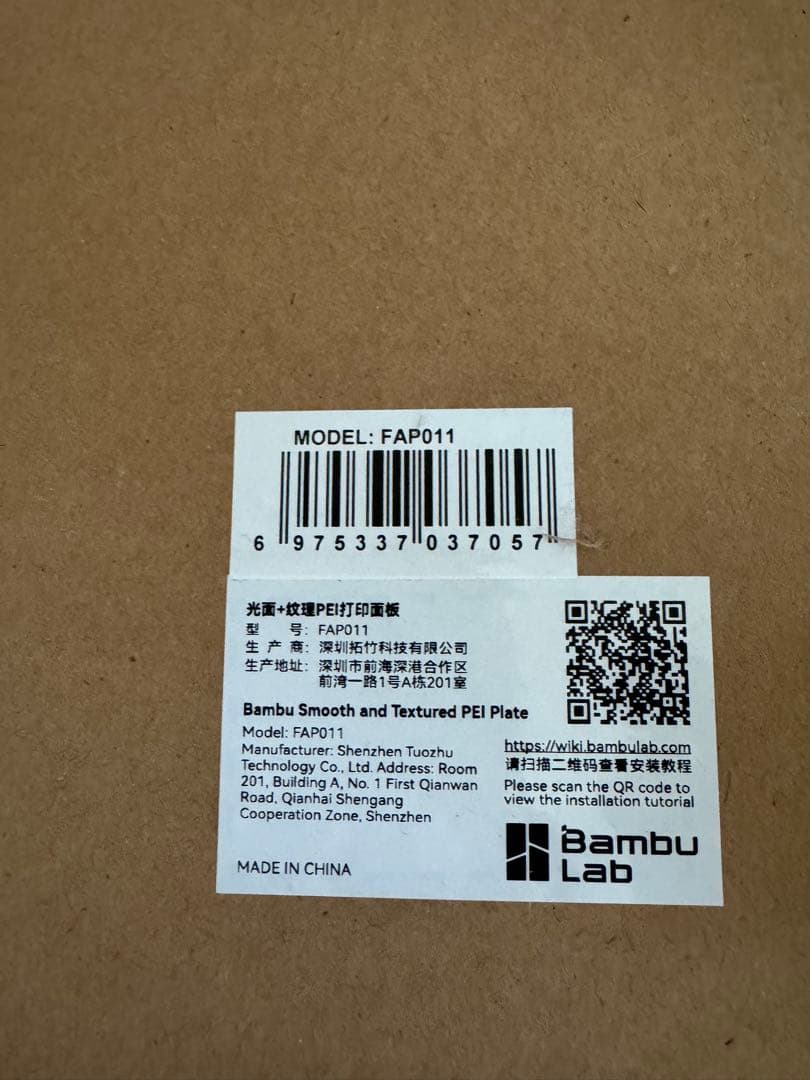 MODEL: FAP011
6 975337 037057
光面+纹理PEI打印面板
型 号: FAP011
生 产 商: 深圳拓竹科技有限公司
生产地址: 深圳市前海深港合作区
前湾一路1号A栋201室
Bambu Smooth and Textured PEI Plate
Model: FAP011
Manufacturer: Shenzhen Tuozhu
Technology Co., Ltd. Address: Room
201, Building A, No. 1 First Qianwan
Road, Qianhai Shengang
Cooperation Zone, Shenzhen
MADE IN CHINA
https://wiki.bambulab.com
请扫描二维码查看安装教程
Please scan the QR code to
view the installation tutorial
Bambu
Lab